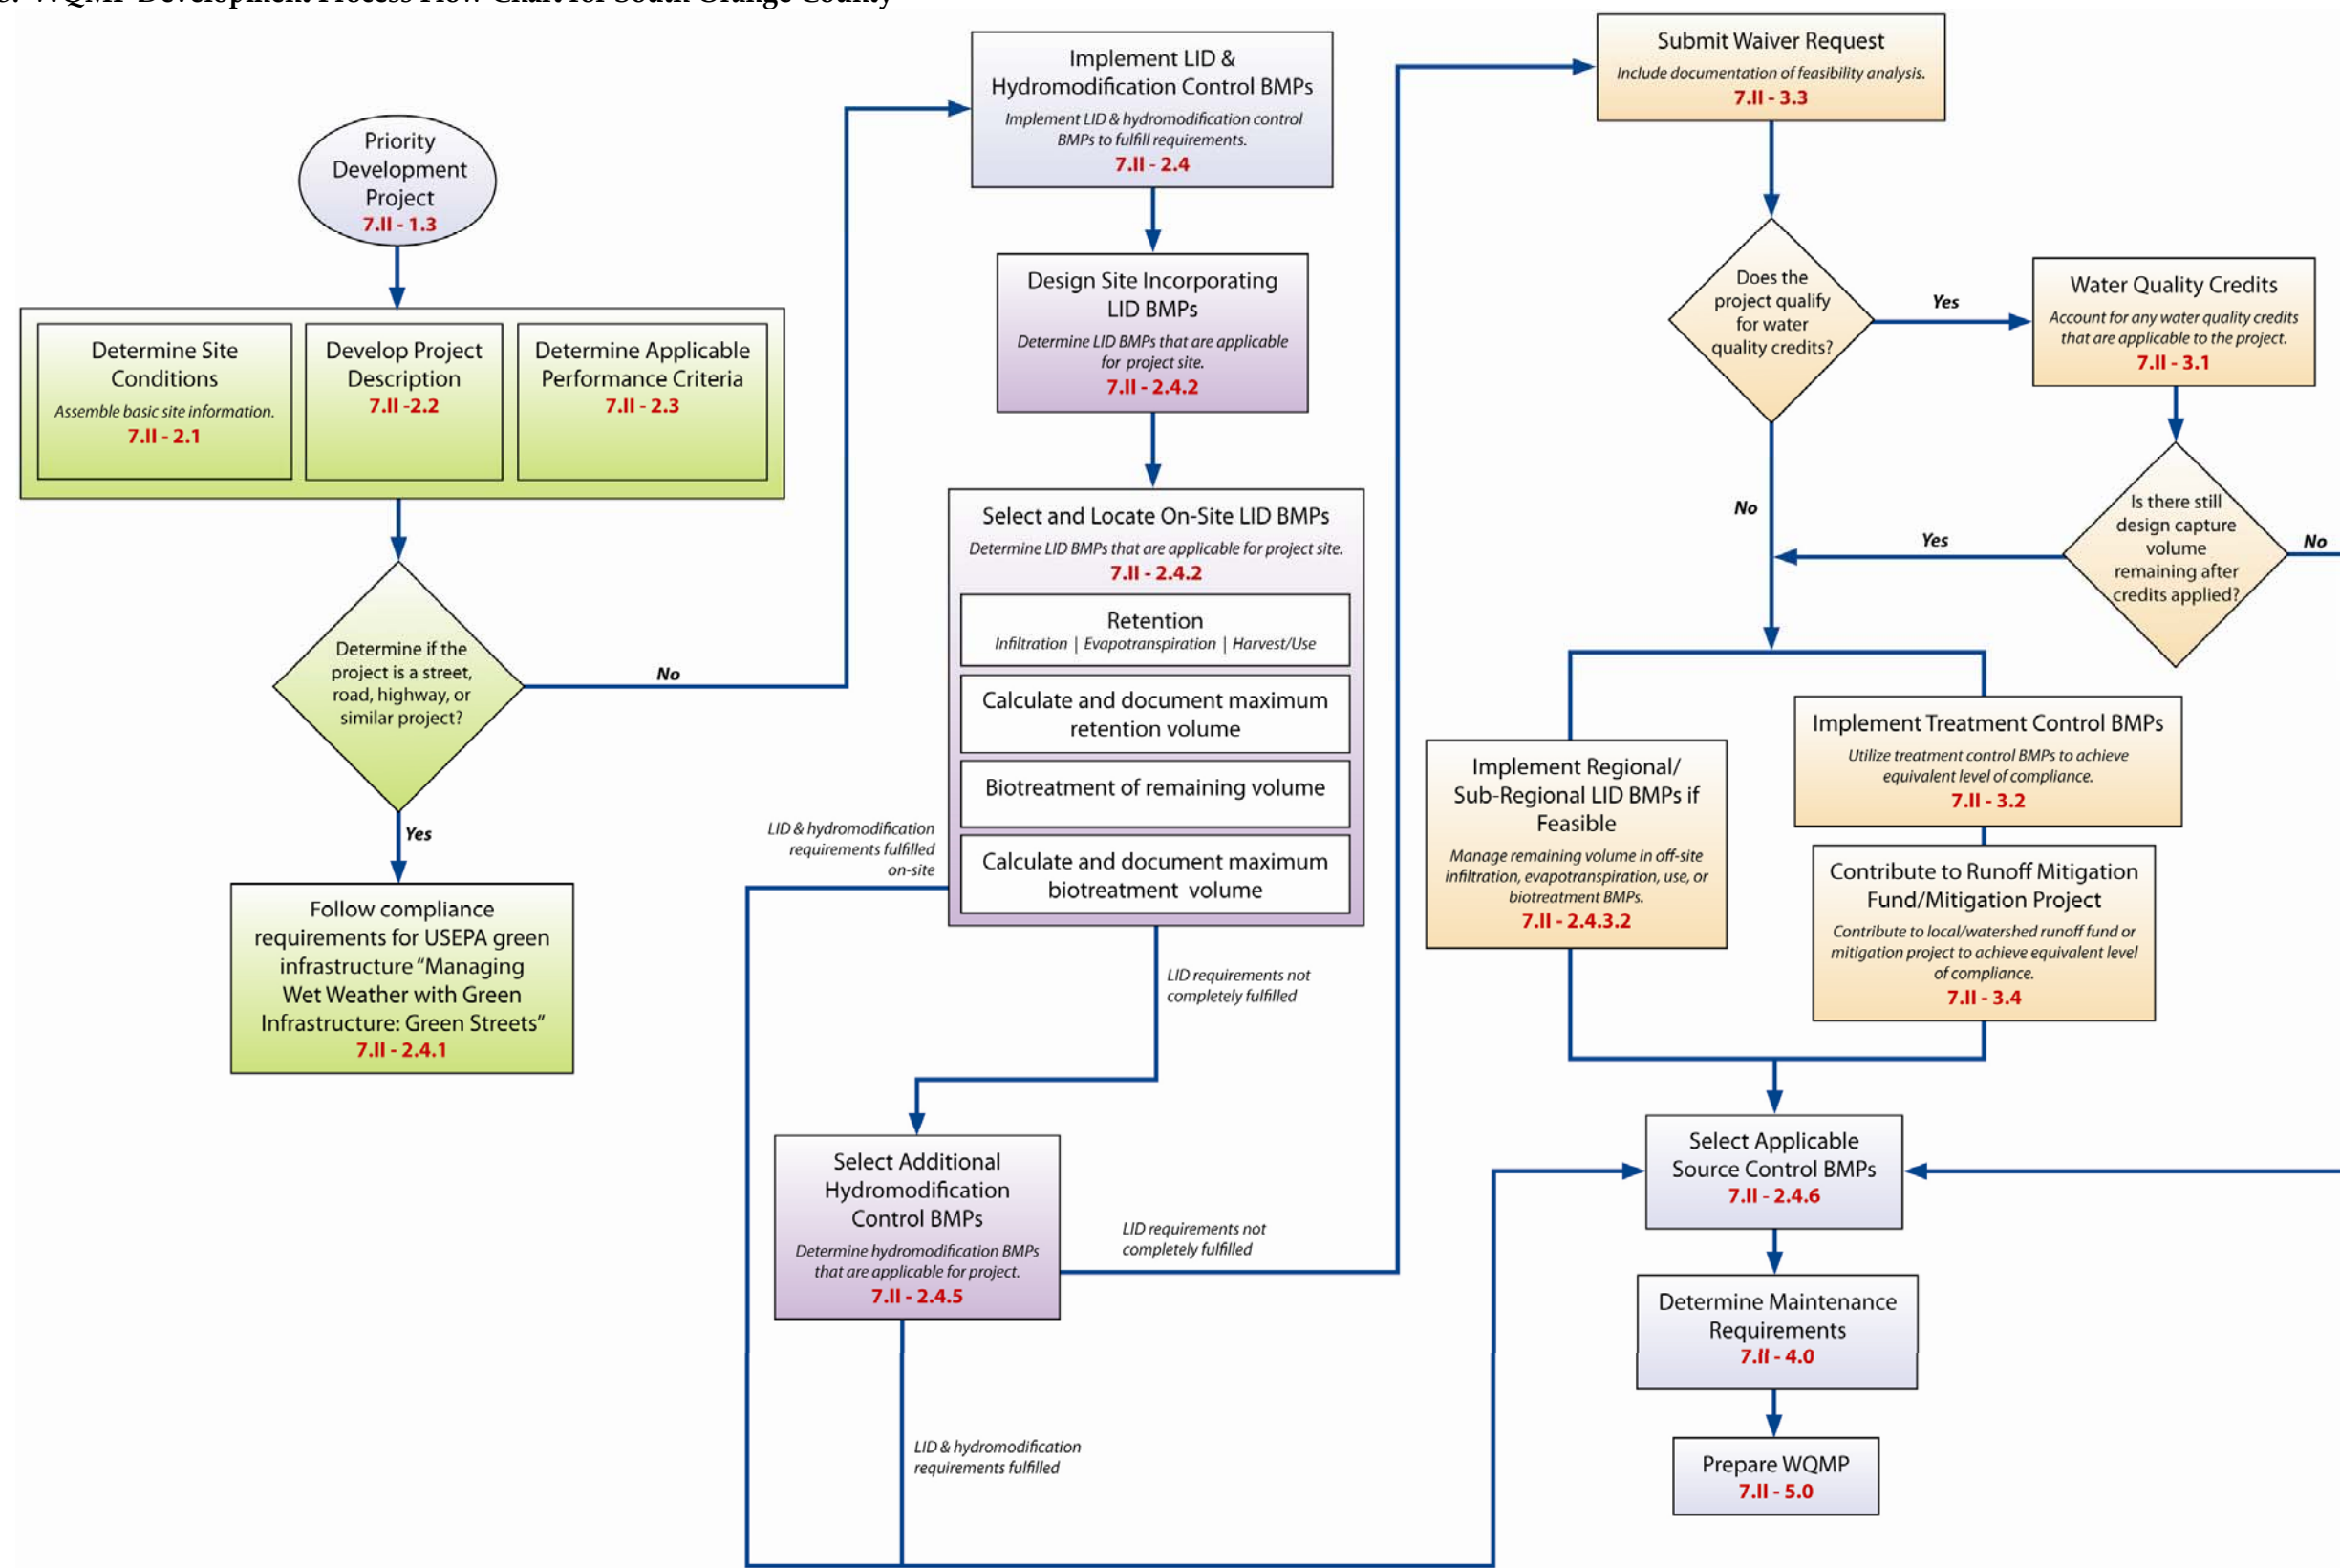 WQMP Development Process Flow Chart for South Orange County
Priority
Development
Project
7.II - 1.3
Determine Site
Conditions
Assemble basic site information.
7.II - 2.1
Develop Project
Description
7.II -2.2
Determine Applicable
Performance Criteria
7.II - 2.3
Determine if the
project is a street,
road, highway, or
similar project?
No
Yes
Follow compliance
requirements for USEPA green
infrastructure “Managing
Wet Weather with Green
Infrastructure: Green Streets”
7.II - 2.4.1
Implement LID &
Hydromodification Control BMPs
Implement LID & hydromodification control
BMPs to fulfill requirements.
7.II - 2.4
Design Site Incorporating
LID BMPs
Determine LID BMPs that are applicable
for project site.
7.II - 2.4.2
Select and Locate On-Site LID BMPs
Determine LID BMPs that are applicable for project site.
7.II - 2.4.2
Retention
Infiltration | Evapotranspiration | Harvest/Use
Calculate and document maximum
retention volume
Biotreatment of remaining volume
Calculate and document maximum
biotreatment volume
LID & hydromodification
requirements fulfilled
on-site
LID requirements not
completely fulfilled
Select Additional
Hydromodification
Control BMPs
Determine hydromodification BMPs
that are applicable for project.
7.II - 2.4.5
LID requirements not
completely fulfilled
LID & hydromodification
requirements fulfilled
Submit Waiver Request
Include documentation of feasibility analysis.
7.II - 3.3
Does the
project qualify
for water
quality credits?
Yes
No
Water Quality Credits
Account for any water quality credits
that are applicable to the project.
7.II - 3.1
Is there still
design capture
volume
remaining after
credits applied?
Yes
No
Implement Regional/
Sub-Regional LID BMPs if
Feasible
Manage remaining volume in off-site
infiltration, evapotranspiration, use, or
biotreatment BMPs.
7.II - 2.4.3.2
Implement Treatment Control BMPs
Utilize treatment control BMPs to achieve
equivalent level of compliance.
7.II - 3.2
Contribute to Runoff Mitigation
Fund/Mitigation Project
Contribute to local/watershed runoff fund or
mitigation project to achieve equivalent level
of compliance.
7.II - 3.4
Select Applicable
Source Control BMPs
7.II - 2.4.6
Determine Maintenance
Requirements
7.II - 4.0
Prepare WQMP
7.II - 5.0